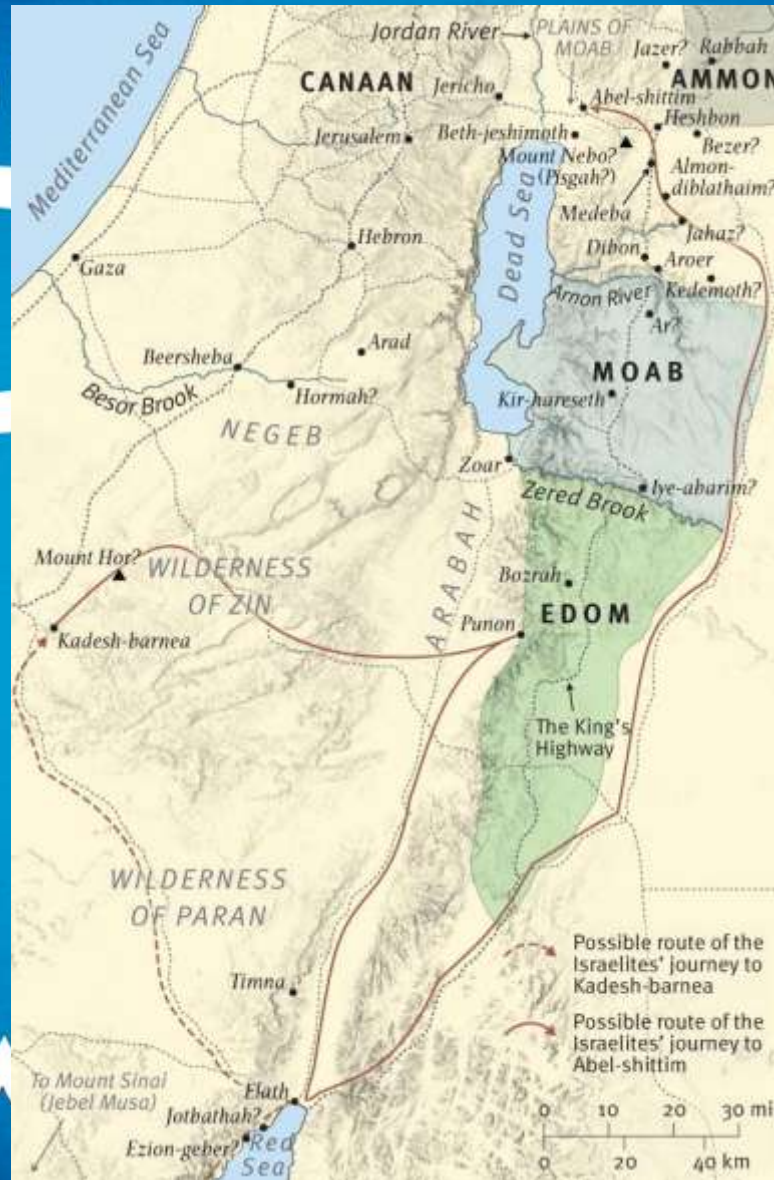 Mediterranean Sea
Jordan River
PLAINS OF
MOAB
Jazer?
Rabbah
CANAAN
AMMON
Jericho
Abel-shittim
Heshbon
Jerusalem
Beth-jeshimoth
Bezer?
Mount Nebo?
(Pisgah?)
Almon-
diblathaim?
Medeba
Jahaz?
Hebron
Dead Sea
Dibon
Aroer
Gaza
Arnon River
Kedemoth?
Ar?
Arad
Beersheba
MOAB
Besor Brook
Hormah?
Kir-hareseth
NEGEB
Zoar
Iye-abarim?
Zered Brook
ARABAH
Mount Hor?
WILDERNESS
OF ZIN
Bozrah
EDOM
Punon
Kadesh-barnea
The King's
Highway
WILDERNESS
OF PARAN
Possible route of the
Israelites' journey to
Kadesh-barnea
Timna
Possible route of the
Israelites' journey to
Abel-shittim
To Mount Sinai
(Jebel Musa)
Elath
Jotbathah?
Ezion-geber?
Red
Sea
0 10 20 30 mi
0 20 40 km